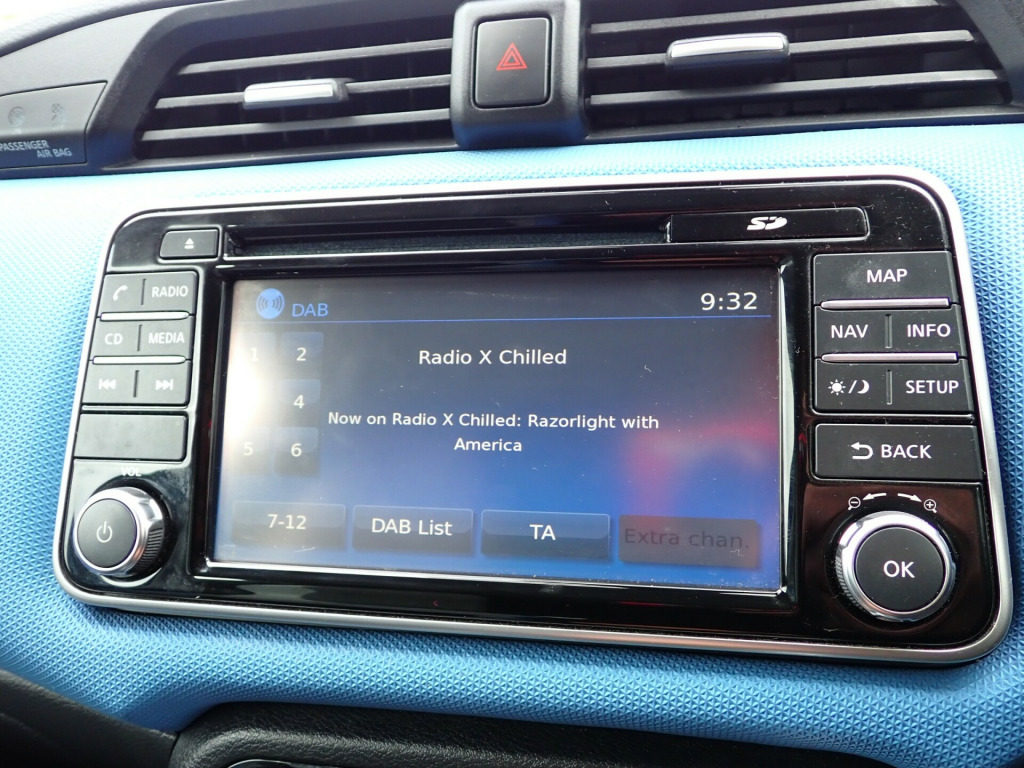 PASSENGER
AIR BAG
SD
RADIO
CD
MEDIA
VOL
DAB
9:32
1
2
Radio X Chilled
4
Now on Radio X Chilled: Razorlight with
America
5
6
7-12
DAB List
TA
Extra chan.
MAP
NAV
INFO
SETUP
BACK
OK